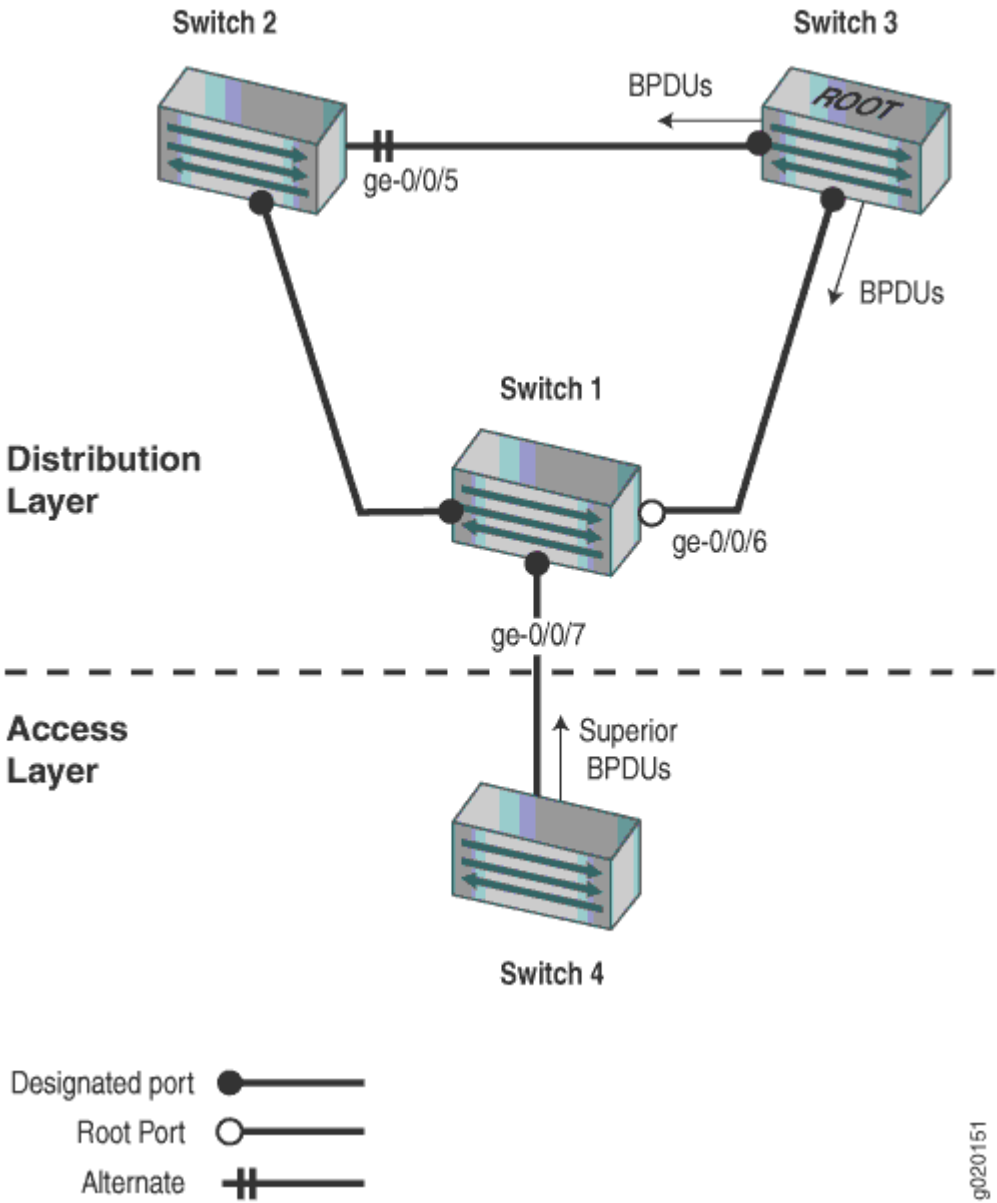 Switch 2
Switch 3
BPDUs
ROOT
ge-0/0/5
BPDUs
Switch 1
Distribution
Layer
ge-0/0/6
ge-0/0/7
Access
Layer
Superior
BPDUs
Switch 4
Designated port
Root Port
Alternate
g020151